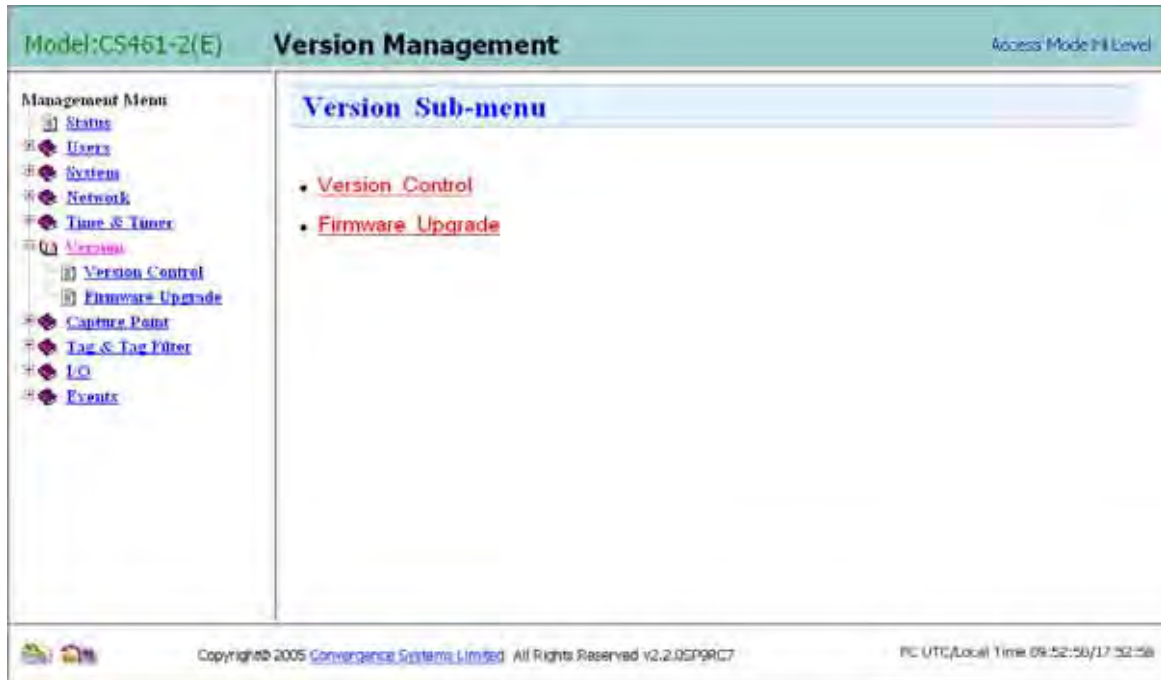 Model:CS461-2(E)
Version Management
Access Mode Hi Level
Management Menu
Status
Users
System
Network
Time & Timer
Version
Version Control
Firmware Upgrade
Capture Point
Tag & Tag Filter
I/O
Events
Version Sub-menu
• Version Control
• Firmware Upgrade
Copyright© 2005 Convergence Systems Limited All Rights Reserved v2.2.0SP9RC7
PC UTC/Local Time 09:52:58/17:52:58